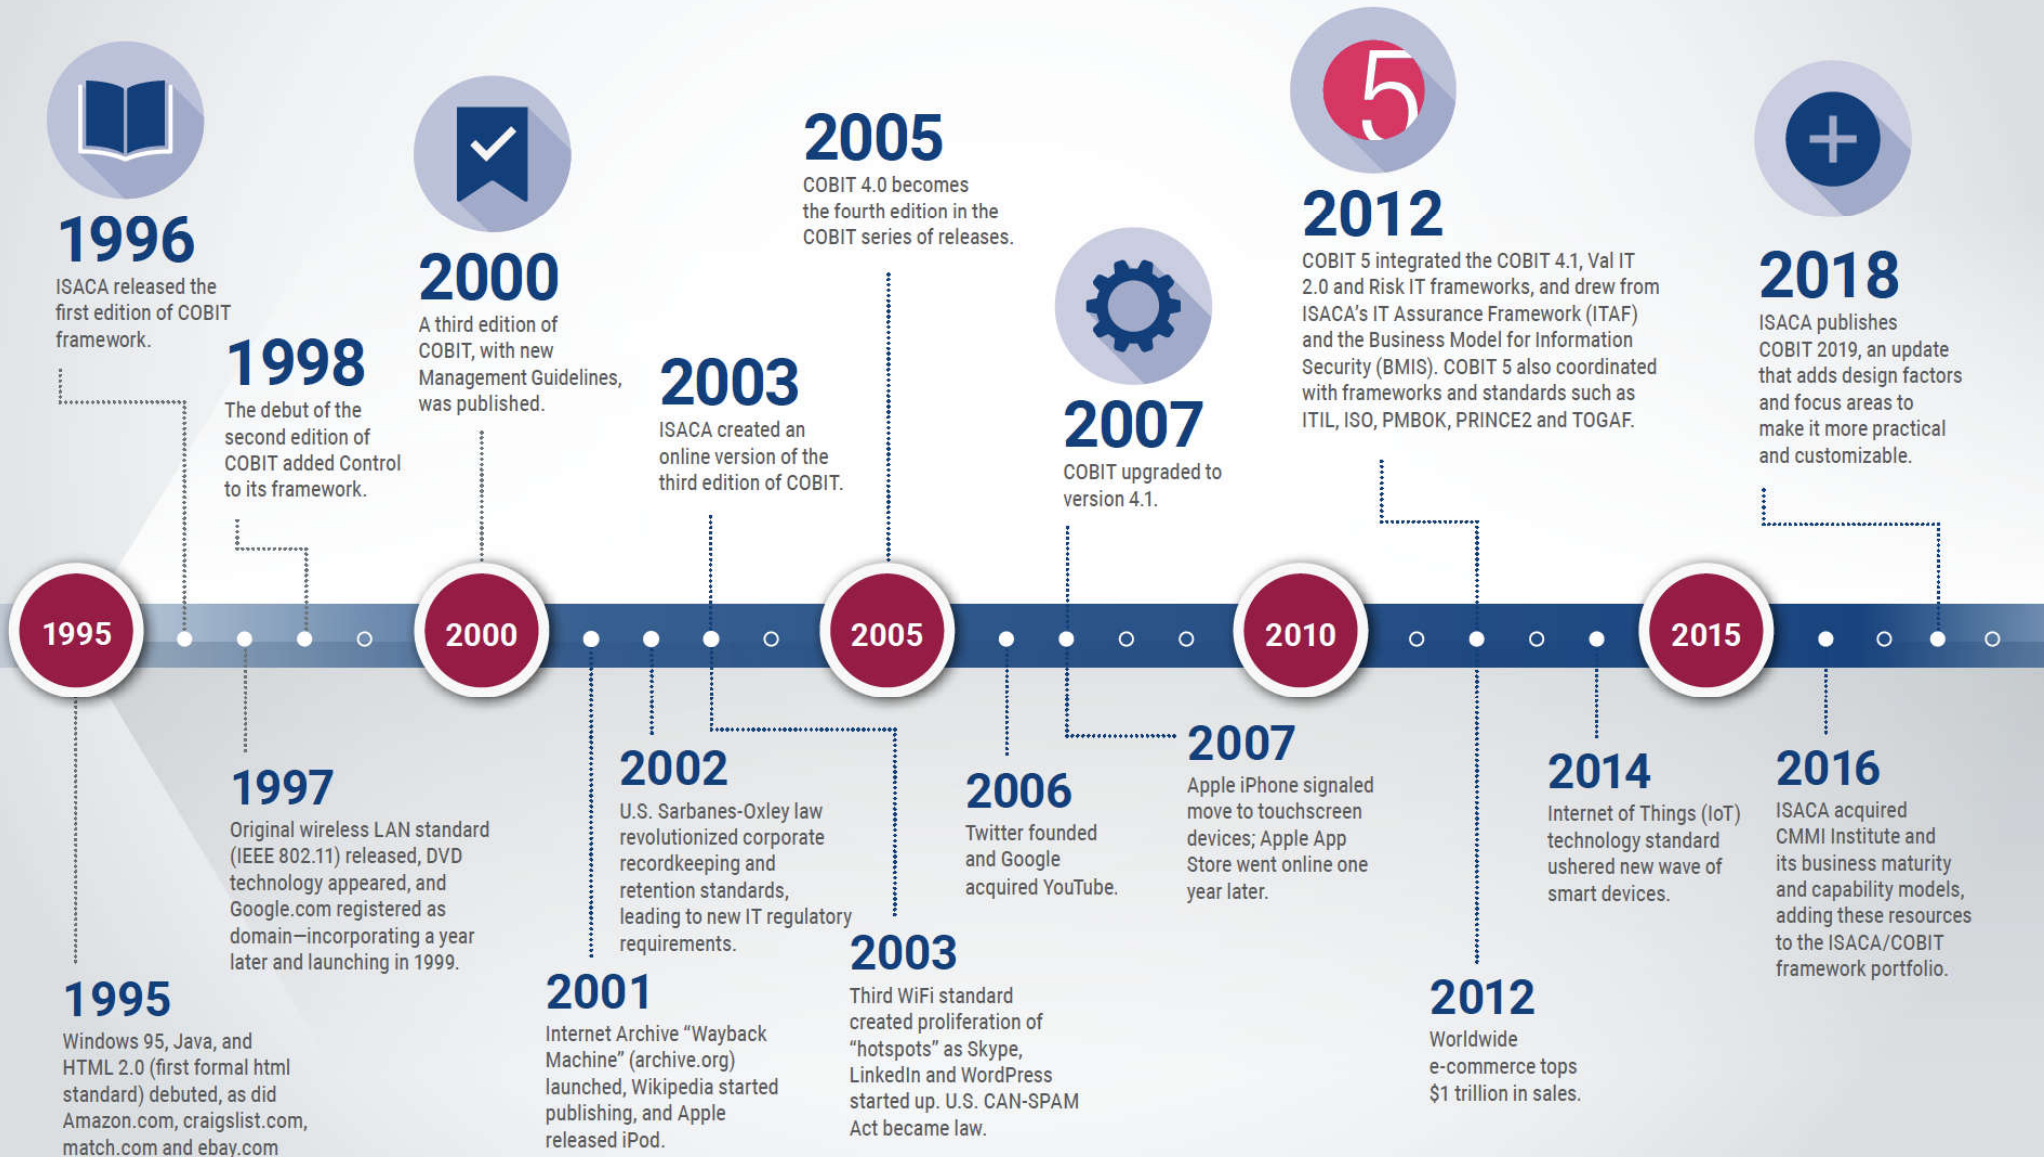 5
1996
ISACA released the
first edition of COBIT
framework.
1998
The debut of the
second edition of
COBIT added Control
to its framework.
2000
A third edition of
COBIT, with new
Management Guidelines,
was published.
2003
ISACA created an
online version of the
third edition of COBIT.
2005
COBIT 4.0 becomes
the fourth edition in the
COBIT series of releases.
2007
COBIT upgraded to
version 4.1.
2012
COBIT 5 integrated the COBIT 4.1, Val IT
2.0 and Risk IT frameworks, and drew from
ISACA's IT Assurance Framework (ITAF)
and the Business Model for Information
Security (BMIS). COBIT 5 also coordinated
with frameworks and standards such as
ITIL, ISO, PMBOK, PRINCE2 and TOGAF.
2018
ISACA publishes
COBIT 2019, an update
that adds design factors
and focus areas to
make it more practical
and customizable.
1995
2000
2005
2010
2015
1995
Windows 95, Java, and
HTML 2.0 (first formal html
standard) debuted, as did
Amazon.com, craigslist.com,
match.com and ebay.com
1997
Original wireless LAN standard
(IEEE 802.11) released, DVD
technology appeared, and
Google.com registered as
domain—incorporating a year
later and launching in 1999.
2001
Internet Archive “Wayback
Machine” (archive.org)
launched, Wikipedia started
publishing, and Apple
released iPod.
2002
U.S. Sarbanes-Oxley law
revolutionized corporate
recordkeeping and
retention standards,
leading to new IT regulatory
requirements.
2003
Third WiFi standard
created proliferation of
“hotspots” as Skype,
LinkedIn and WordPress
started up. U.S. CAN-SPAM
Act became law.
2006
Twitter founded
and Google
acquired YouTube.
2007
Apple iPhone signaled
move to touchscreen
devices; Apple App
Store went online one
year later.
2012
Worldwide
e-commerce tops
$1 trillion in sales.
2014
Internet of Things (IoT)
technology standard
ushered new wave of
smart devices.
2016
ISACA acquired
CMMI Institute and
its business maturity
and capability models,
adding these resources
to the ISACA/COBIT
framework portfolio.